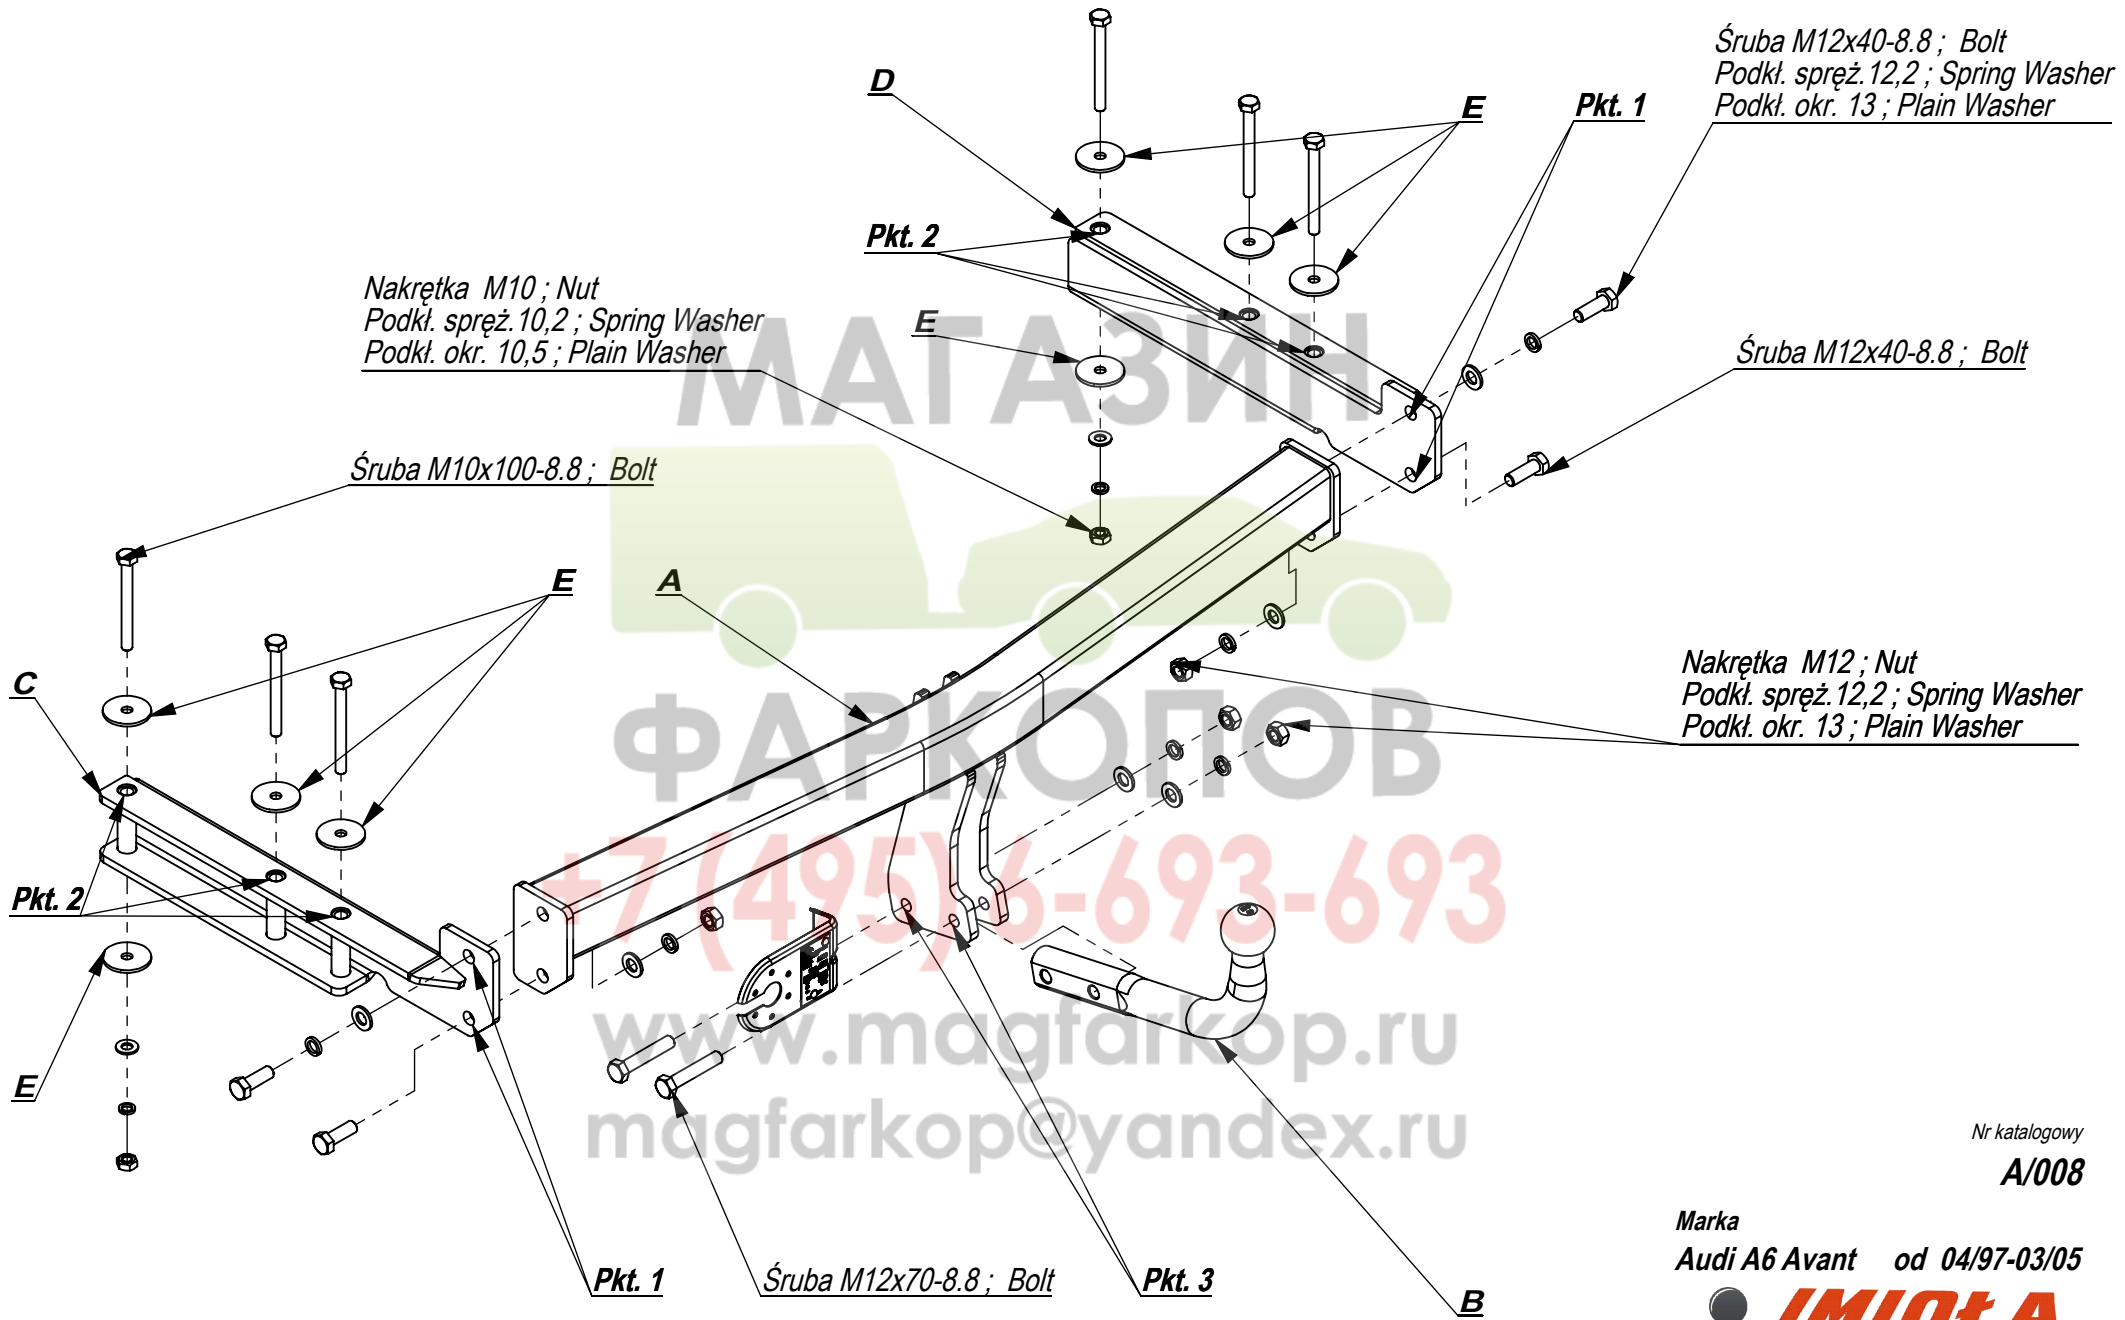 Śruba M12x40-8.8 ; Bolt
Podkł. spręż.12,2 ; Spring Washer
Podkł. okr. 13 ; Plain Washer
D
E
Pkt. 1
Pkt. 2
Nakrętka M10 ; Nut
Podkł. spręż.10,2 ; Spring Washer
Podkł. okr. 10,5 ; Plain Washer
E
МАГАЗИН
Śruba M12x40-8.8 ; Bolt
Śruba M10x100-8.8 ; Bolt
E
A
C
Nakrętka M12 ; Nut
Podkł. spręż.12,2 ; Spring Washer
Podkł. okr. 13 ; Plain Washer
ФАРКОПОВ
+7(495)6-693-693
Pkt. 2
www.magfarkop.ru
E
magfarkop@yandex.ru
Nr katalogowy
A/008
Marka
Audi A6 Avant od 04/97-03/05
Pkt. 1
Śruba M12x70-8.8 ; Bolt
Pkt. 3
B
IMIOŁA